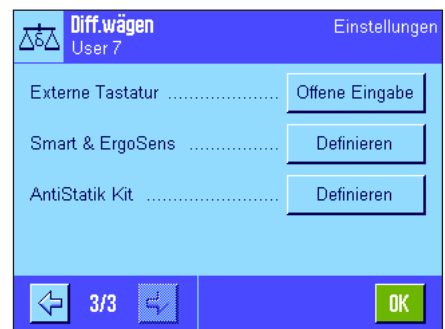 Diff.wägen Einstellungen
User 7
Externe Tastatur .................... Offene Eingabe
Smart & ErgoSens ................ Definieren
AntiStatik Kit ........................ Definieren
3/3 OK